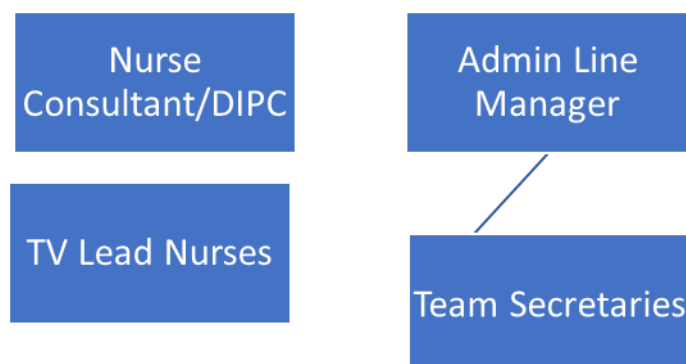 Nurse
Consultant/DIPC
Admin Line
Manager
TV Lead Nurses
Team Secretaries